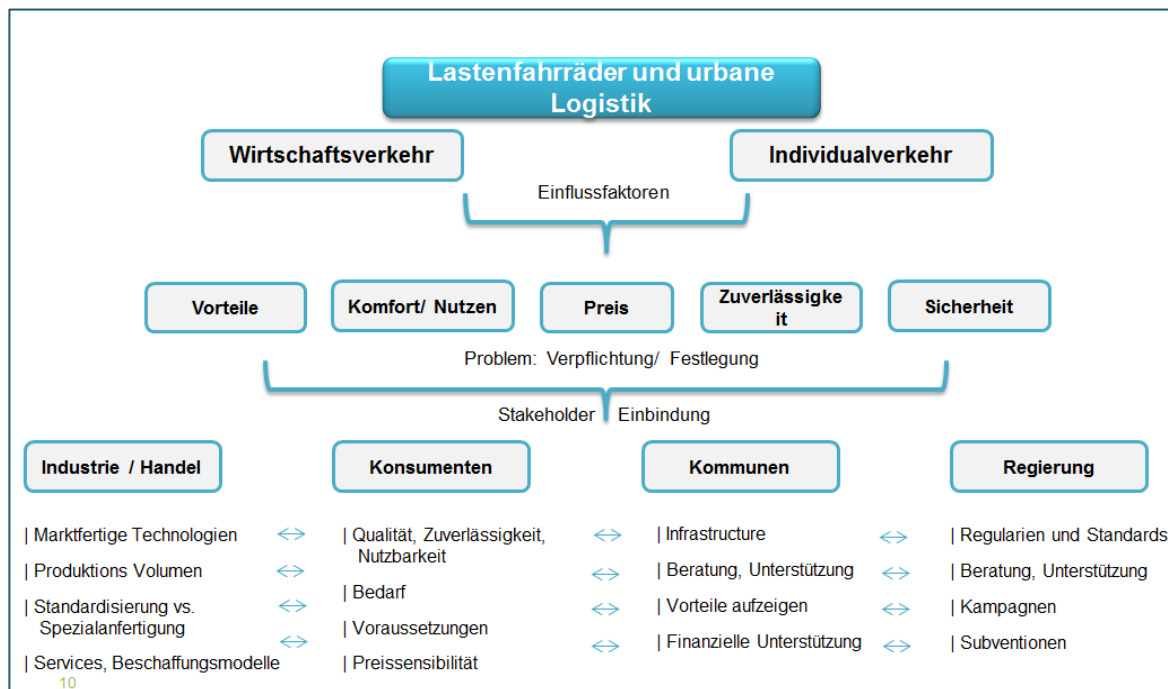 Lastenfahrräder und urbane
Logistik
Wirtschaftsverkehr
Individualverkehr
Einflussfaktoren
Vorteile
Komfort/ Nutzen
Preis
Zuverlässigke
it
Sicherheit
Problem: Verpflichtung/ Festlegung
Stakeholder Einbindung
Industrie / Handel
Konsumenten
Kommunen
Regierung
| Marktfertige Technologien
| Produktions Volumen
| Standardisierung vs.
Spezialanfertigung
| Services, Beschaffungsmodelle
| Qualität, Zuverlässigkeit,
Nutzbarkeit
| Bedarf
| Voraussetzungen
| Preissensibilität
| Infrastructure
| Beratung, Unterstützung
| Vorteile aufzeigen
| Finanzielle Unterstützung
| Regularien und Standards
| Beratung, Unterstützung
| Kampagnen
| Subventionen
10